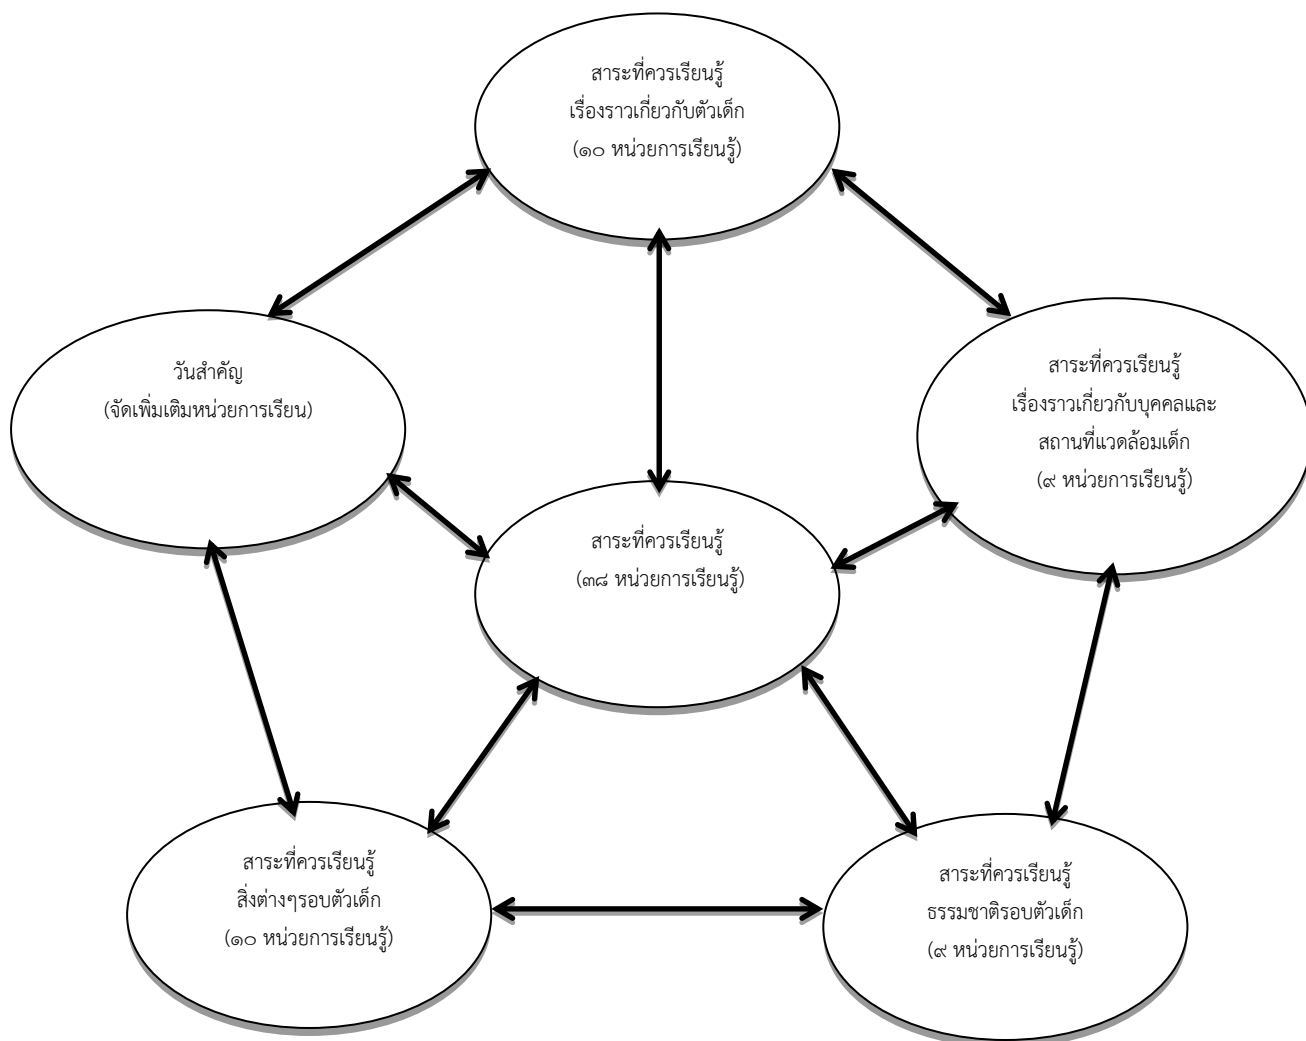 สาระที่ควรเรียนรู้
เรื่องราวเกี่ยวกับตัวเด็ก
(๑๐ หน่วยการเรียนรู้)
วันสำคัญ
(จัดเพิ่มเติมหน่วยการเรียน)
สาระที่ควรเรียนรู้
เรื่องราวเกี่ยวกับบุคคลและ
สถานที่แวดล้อมเด็ก
(๙ หน่วยการเรียนรู้)
สาระที่ควรเรียนรู้
(๓๘ หน่วยการเรียนรู้)
สาระที่ควรเรียนรู้
สิ่งต่างๆรอบตัวเด็ก
(๑๐ หน่วยการเรียนรู้)
สาระที่ควรเรียนรู้
ธรรมชาติรอบตัวเด็ก
(๙ หน่วยการเรียนรู้)